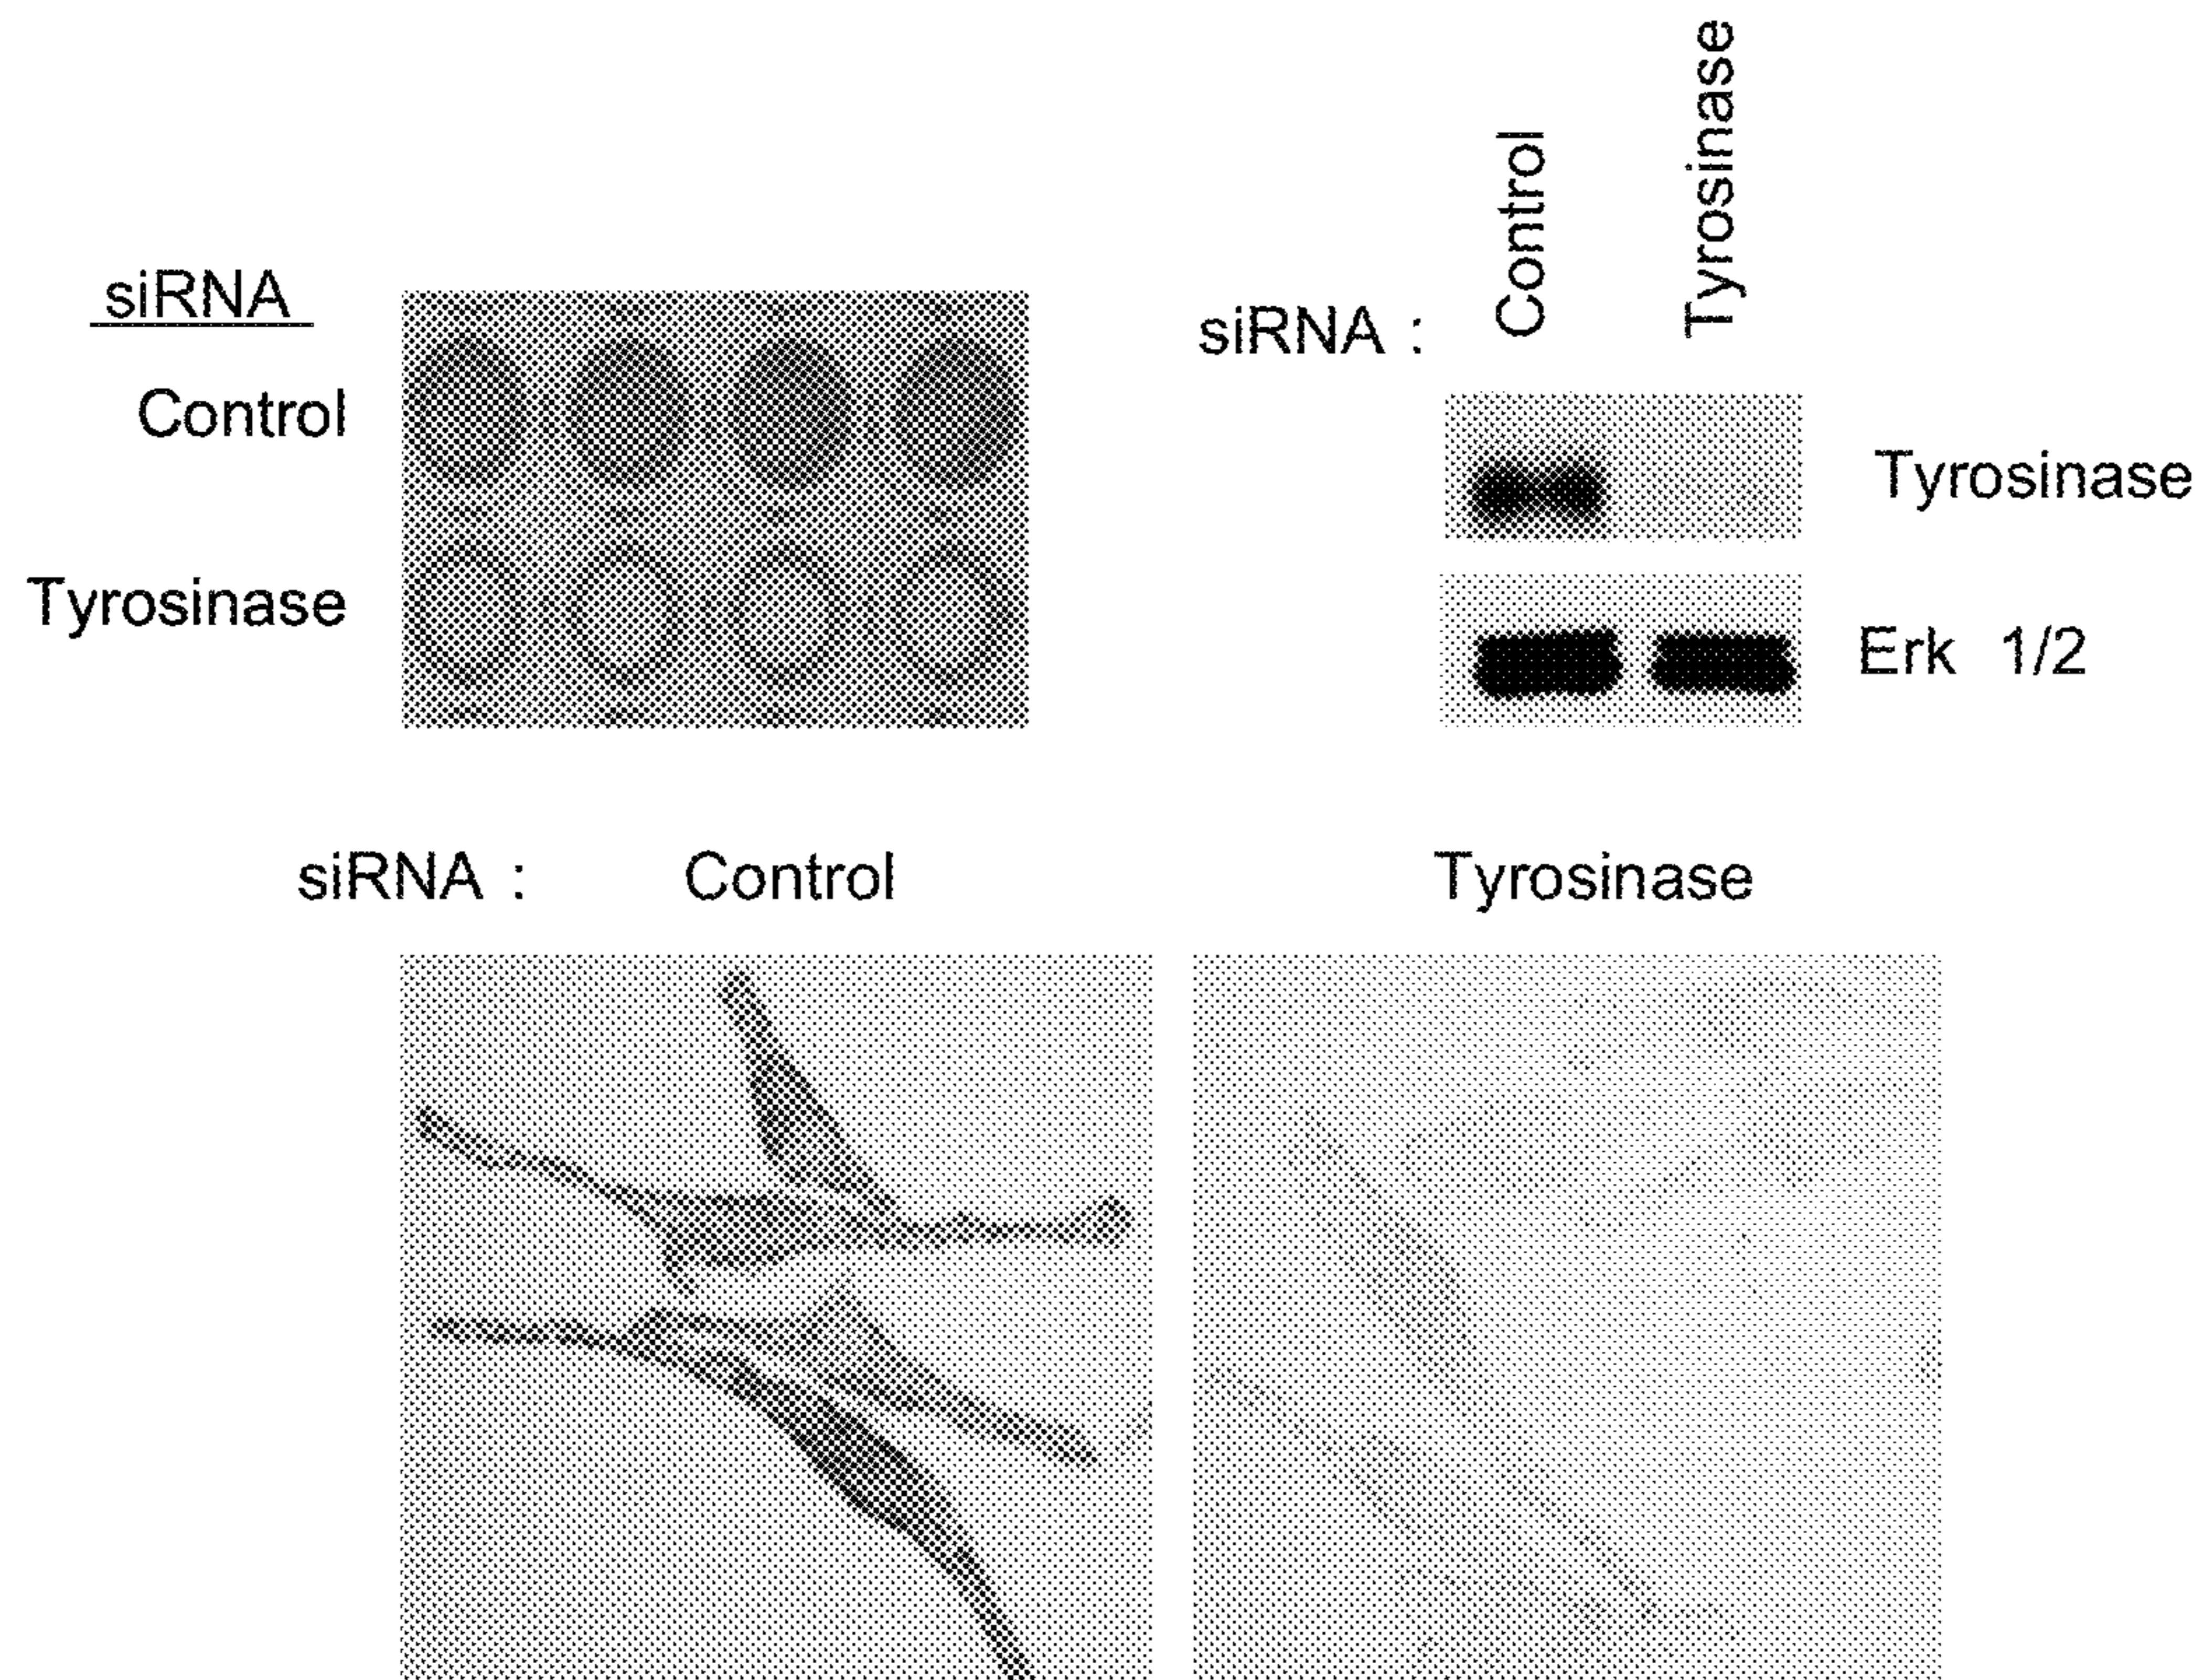 siRNA
Control
Tyrosinase
siRNA :
Control
Tyrosinase
Tyrosinase
Erk 1/2
siRNA : Control Tyrosinase